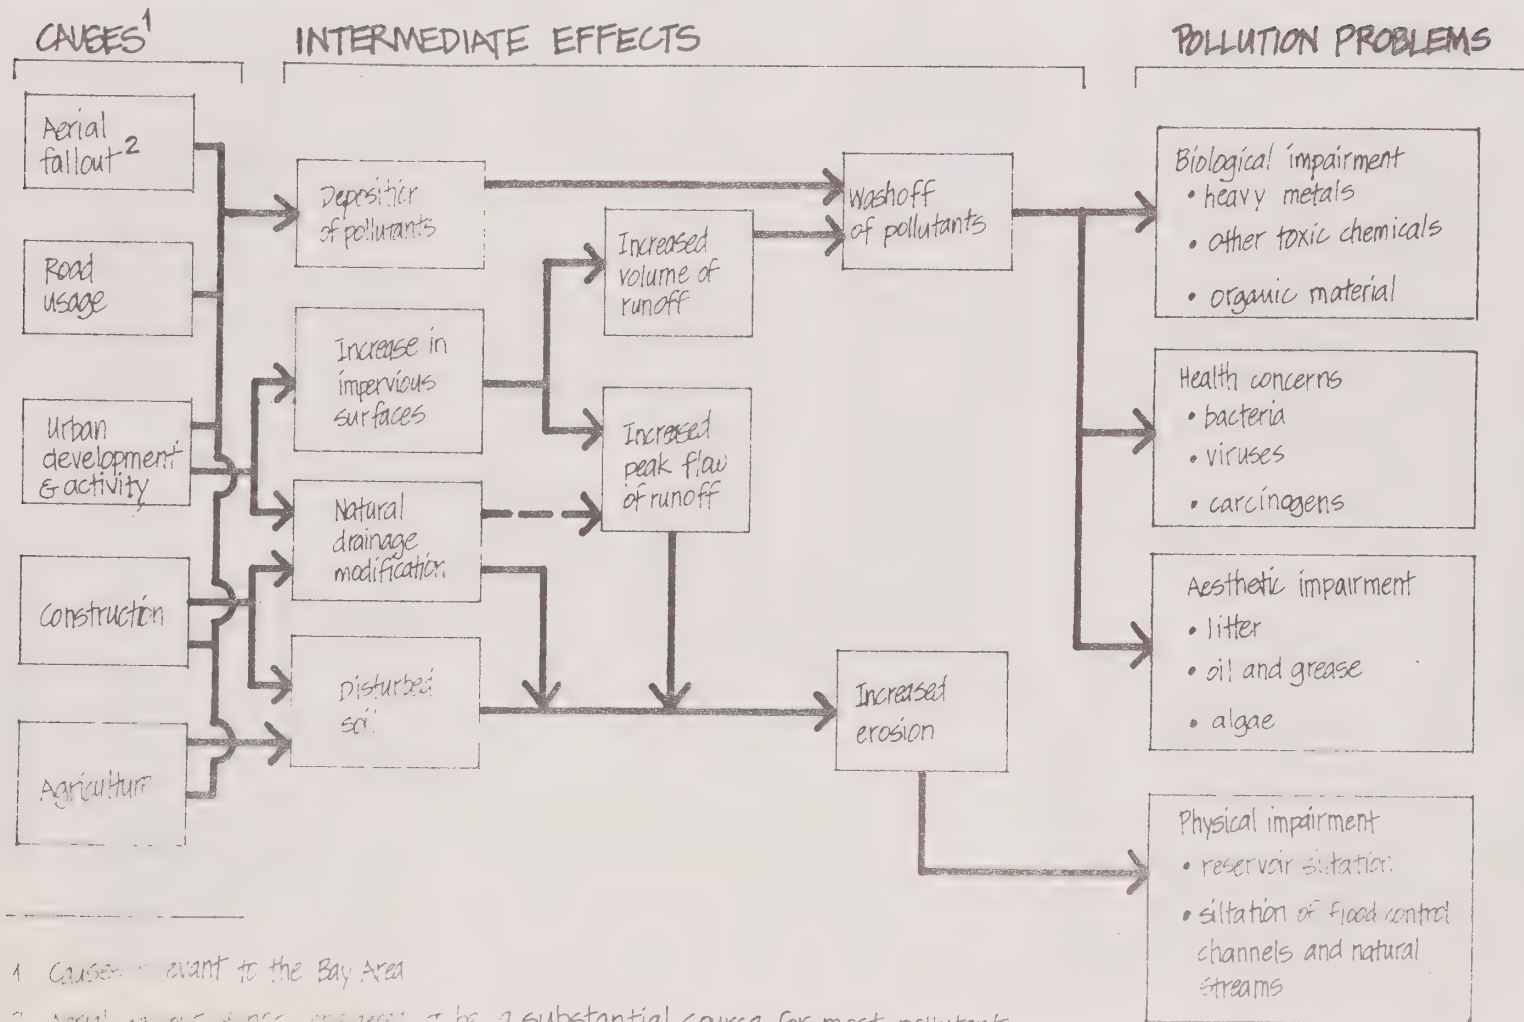 CAUSES¹
INTERMEDIATE EFFECTS
POLLUTION PROBLEMS
Aerial
fallout²
Road
usage
Urban
development
& activity
Construction
Agriculture
Deposition
of pollutants
Increase in
impervious
surfaces
Natural
drainage
modification
Disturbed
soil
Increased
volume of
runoff
Increased
peak flow
of runoff
Washoff
of pollutants
Increased
erosion
Biological impairment
• heavy metals
• other toxic chemicals
• organic material
Health concerns
• bacteria
• viruses
• carcinogens
Aesthetic impairment
• litter
• oil and grease
• algae
Physical impairment
• reservoir siltation
• siltation of flood control
channels and natural
streams
1 Causes relevant to the Bay Area
Aerial to be a substantial source for most pollutant